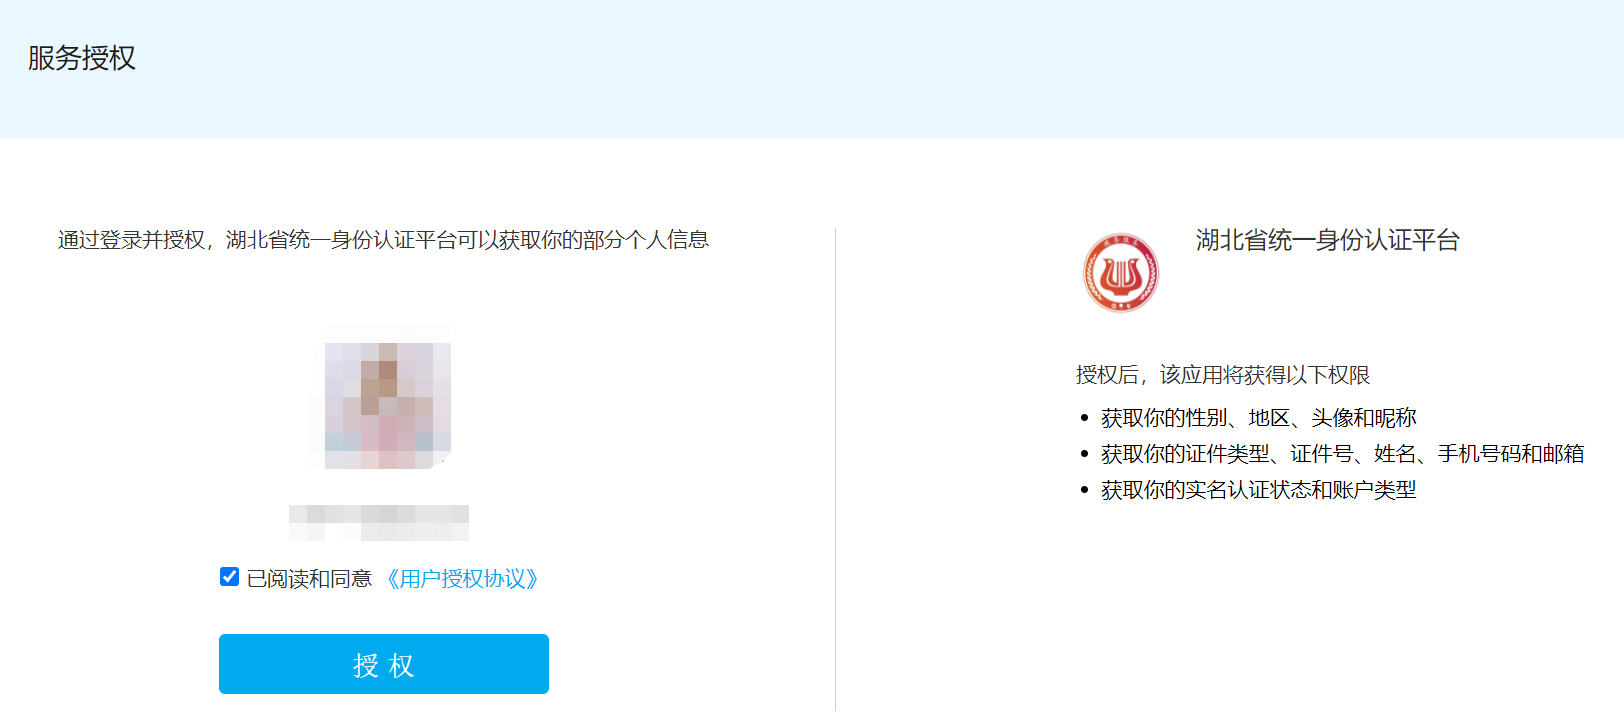 服务授权
通过登录并授权，湖北省统一身份认证平台可以获取你的部分个人信息
已阅读和同意 《用户授权协议》
授 权
湖北省统一身份认证平台
授权后，该应用将获得以下权限
• 获取你的性别、地区、头像和昵称
• 获取你的证件类型、证件号、姓名、手机号码和邮箱
• 获取你的实名认证状态和账户类型